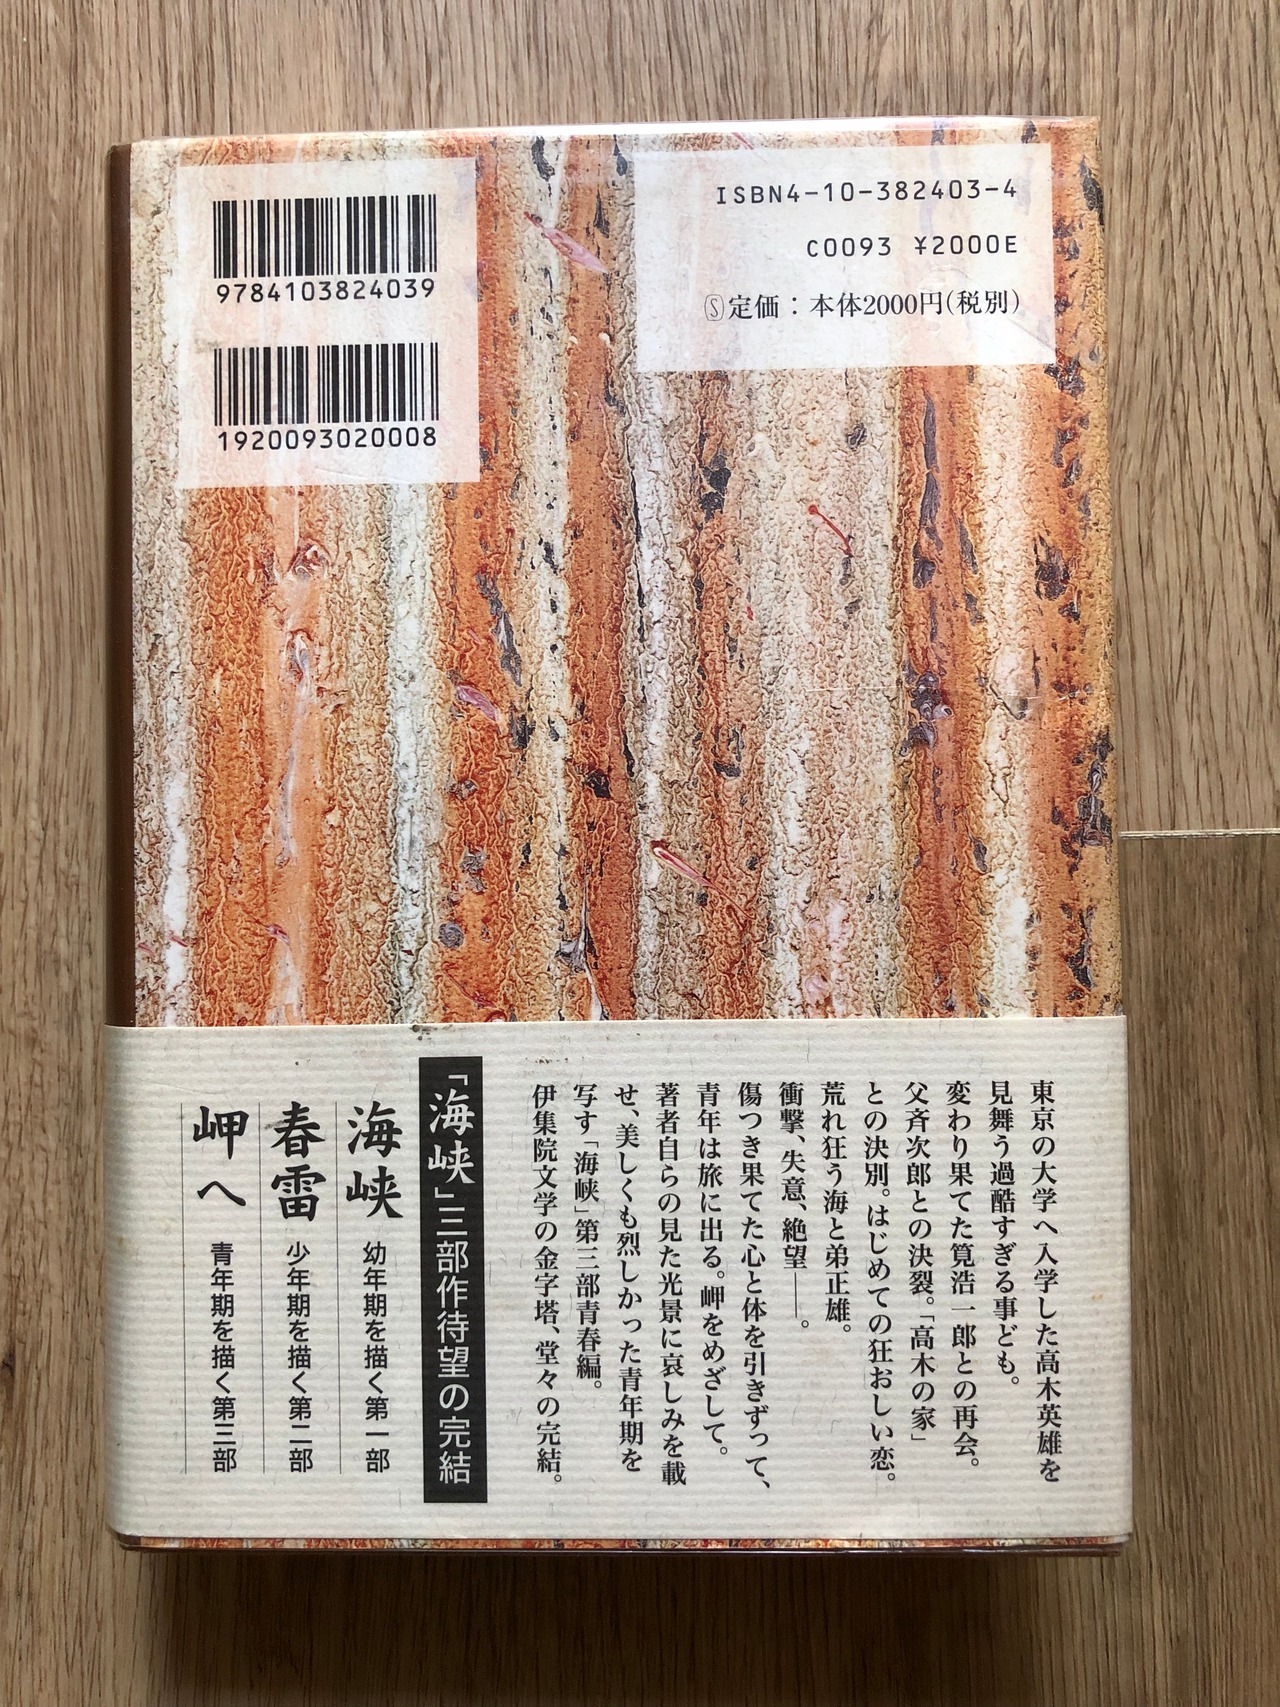 9784103824039
1920093020008
ISBN4-10-382403-4
C0093 ¥2000E
Ⓢ定価：本体2000円(税別)
東京の大学へ入学した高木英雄を
見舞う過酷すぎる事ども。
変わり果てた筧浩一郎との再会。
父斉次郎との決裂。「高木の家」
との決別。はじめての狂おしい恋。
荒れ狂う海と弟正雄。
衝撃、失意、絶望――。
傷つき果てた心と体を引きずって、
青年は旅に出る。岬をめざして。
著者自らの見た光景に哀しみを載
せ、美しくも烈しかった青年期を
写す「海峡」第三部青春編。
伊集院文学の金字塔、堂々の完結。
「海峡」三部作待望の完結
海峡 幼年期を描く第一部
春雷 少年期を描く第二部
岬へ 青年期を描く第三部